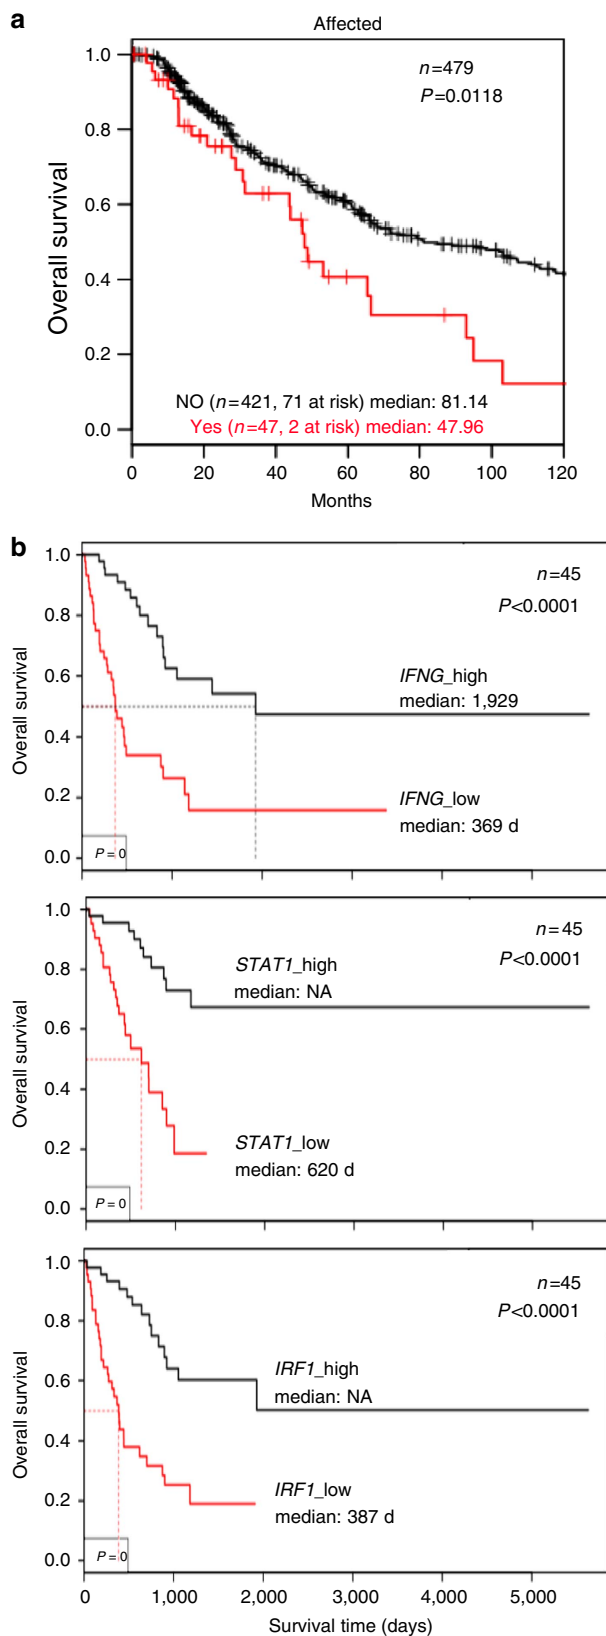 a
Affected
n=479
P=0.0118
1.0
0.8
0.6
0.4
0.2
0.0
Overall survival
NO (n=421, 71 at risk) median: 81.14
Yes (n=47, 2 at risk) median: 47.96
0 20 40 60 80 100 120
Months
b
1.0
0.8
0.6
0.4
0.2
0.0
Overall survival
n=45
P<0.0001
IFNG_high
median: 1,929
IFNG_low
median: 369 d
P=0
1.0
0.8
0.6
0.4
0.2
0.0
Overall survival
n=45
P<0.0001
STAT1_high
median: NA
STAT1_low
median: 620 d
P=0
1.0
0.8
0.6
0.4
0.2
0.0
Overall survival
n=45
P<0.0001
IRF1_high
median: NA
IRF1_low
median: 387 d
P=0
0 1,000 2,000 3,000 4,000 5,000
Survival time (days)